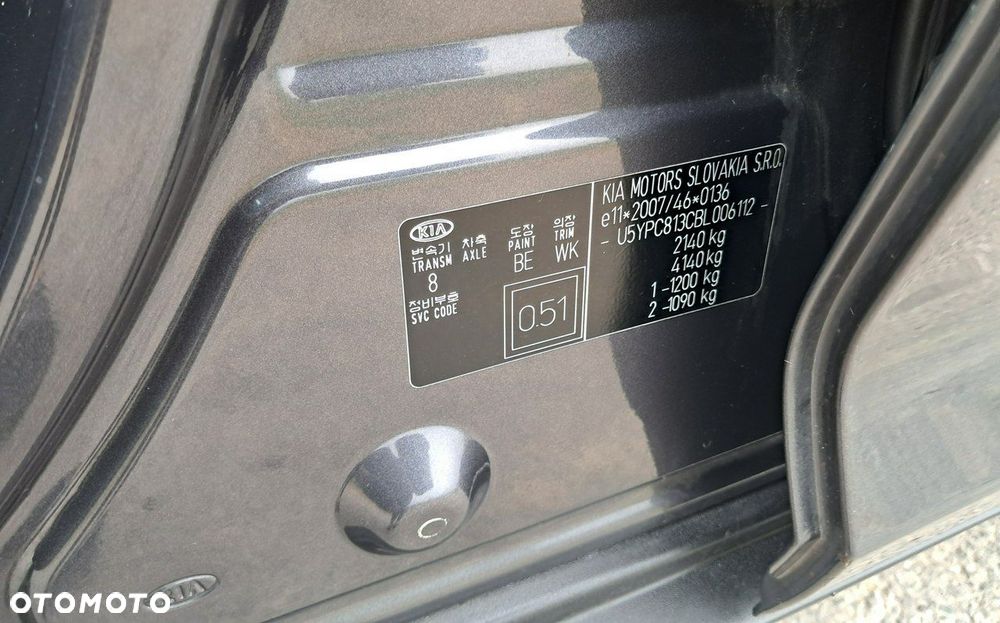 KIA
변속기 차축 도장 의장
TRANSM AXLE PAINT TRIM
8 BE WK
정비부호
SVC CODE
0.51
KIA MOTORS SLOVAKIA S.R.O.
e11*2007/46*0136
- U5YPC813CBL006112 -
2140 kg
4140 kg
1 -1200 kg
2 -1090 kg
C
KIA
OTOMOTO